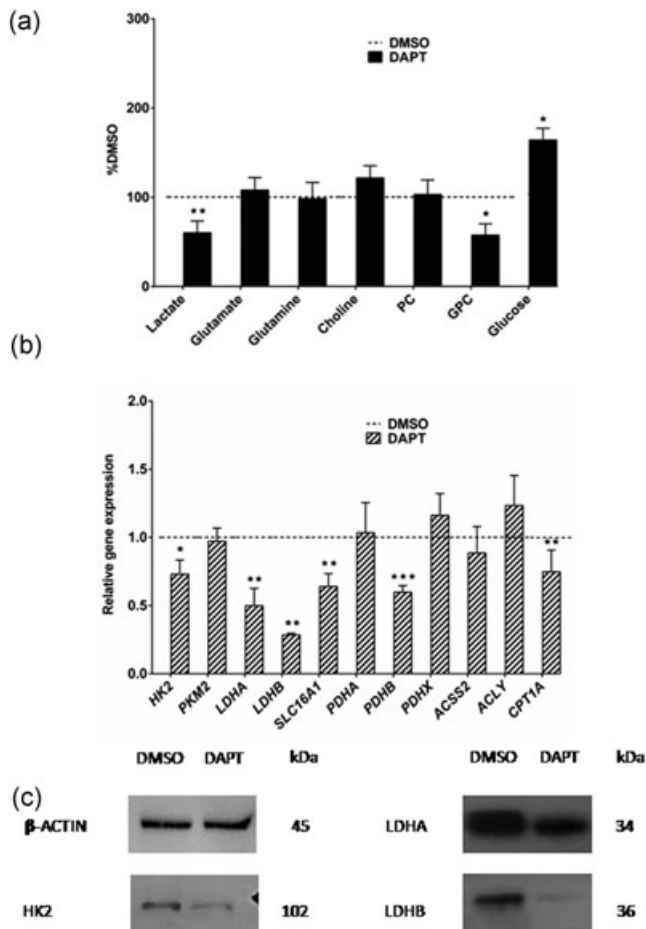 (a)
300
200
100
0
%DMSO
DMSO
DAPT
**
*
*
Lactate
Glutamate
Glutamine
Choline
PC
GPC
Glucose
(b)
2.0
1.5
1.0
0.5
0.0
Relative gene expression
DMSO
DAPT
*
**
**
**
***
**
HK2
PKM2
LDHA
LDHB
SLC16A1
PDHA
PDHB
PDHX
ACSS2
ACLY
CPT1A
(c)
DMSO DAPT kDa
β-ACTIN 45
HK2 102
DMSO DAPT kDa
LDHA 34
LDHB 36